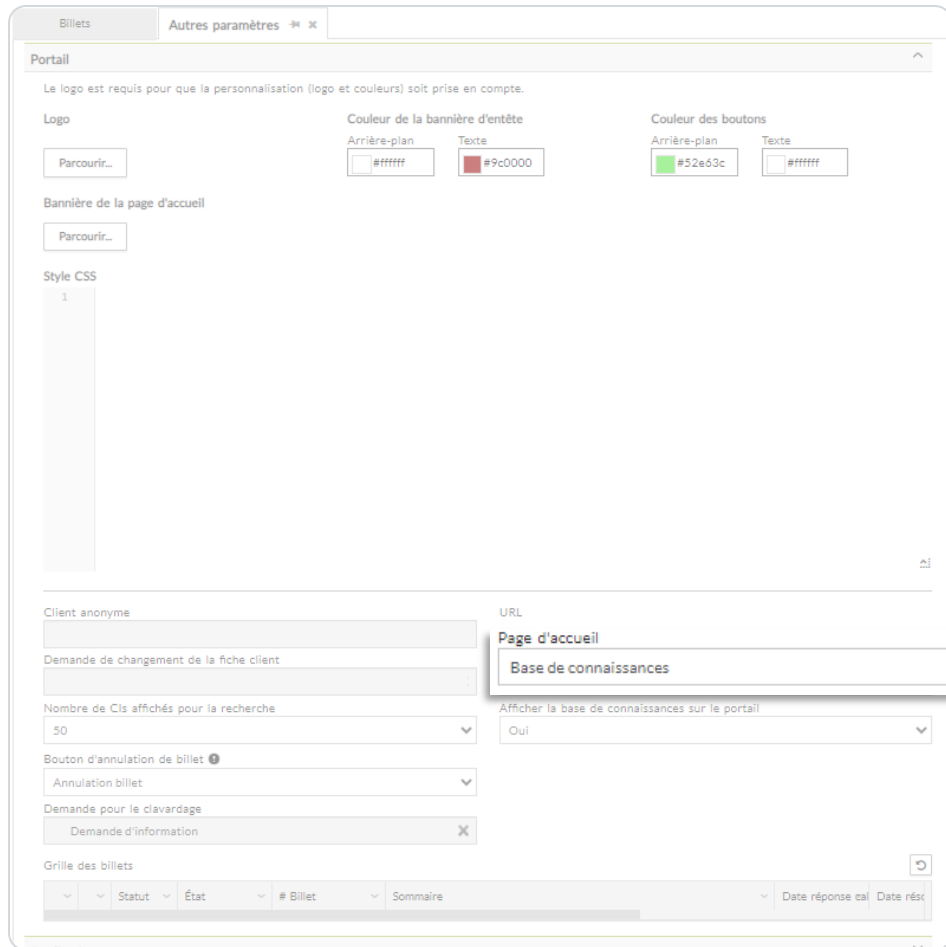 Billets
Autres paramètres
Portail
Le logo est requis pour que la personnalisation (logo et couleurs) soit prise en compte.
Logo
Couleur de la bannière d'entête
Couleur des boutons
Arrière-plan
Texte
Arrière-plan
Texte
Parcourir...
#ffffff
#9c0000
#52e63c
#ffffff
Bannière de la page d'accueil
Parcourir...
Style CSS
1
Client anonyme
URL
Page d'accueil
Demande de changement de la fiche client
Base de connaissances
Nombre de CIs affichés pour la recherche
Afficher la base de connaissances sur le portail
50
Oui
Bouton d'annulation de billet
Annulation billet
Demande pour le clavardage
Demande d'information
Grille des billets
Statut
État
# Billet
Sommaire
Date réponse cal
Date réso